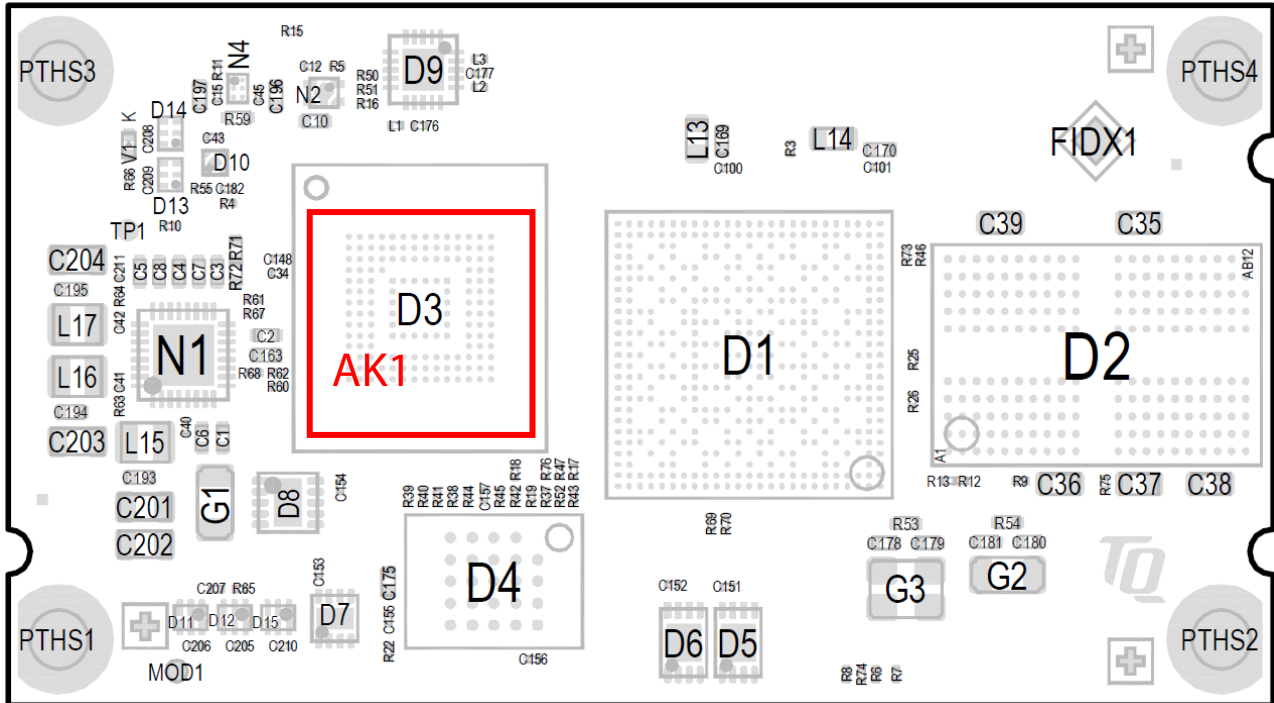 R15
PTHS3
N4
R11
C15
C197
C45
C196
C12 R5
N2
C10
R59
R50
R51
R16
D9
L3
C177
L2
L1 C176
PTHS4
D14
K
V1
C208
C43
D10
R66
C209
R55 C182
R4
D13
R10
TP1
L13
C169
C100
R3
L14
C170
C101
FIDX1
C204
C195
C211
R64
C5
C8
C4
C7
C3
R72
R71
C148
C34
R61
R67
L17
C42
N1
C2
C163
R68 R62
R60
L16
C41
R63
C194
C203
L15
C40
C6
C1
C193
D3
AK1
D1
R73
R46
C39
C35
AB12
D2
R25
R26
A1
R13 R12
R9
C36
R75
C37
C38
C201
C202
G1
D8
C154
R39
R40
R41
R38
R44
C157
R45
R42
R18
R19
R37
R76
R52
R47
R43
R17
D4
R69
R70
R53
C178 C179
G3
R54
C181 C180
G2
TQ
C153
D7
C175
C155
R22
C156
C152
D6
C151
D5
PTHS1
C207 R65
D11
D12
D15
C206 C205 C210
MOD1
R8
R74
R6
R7
PTHS2